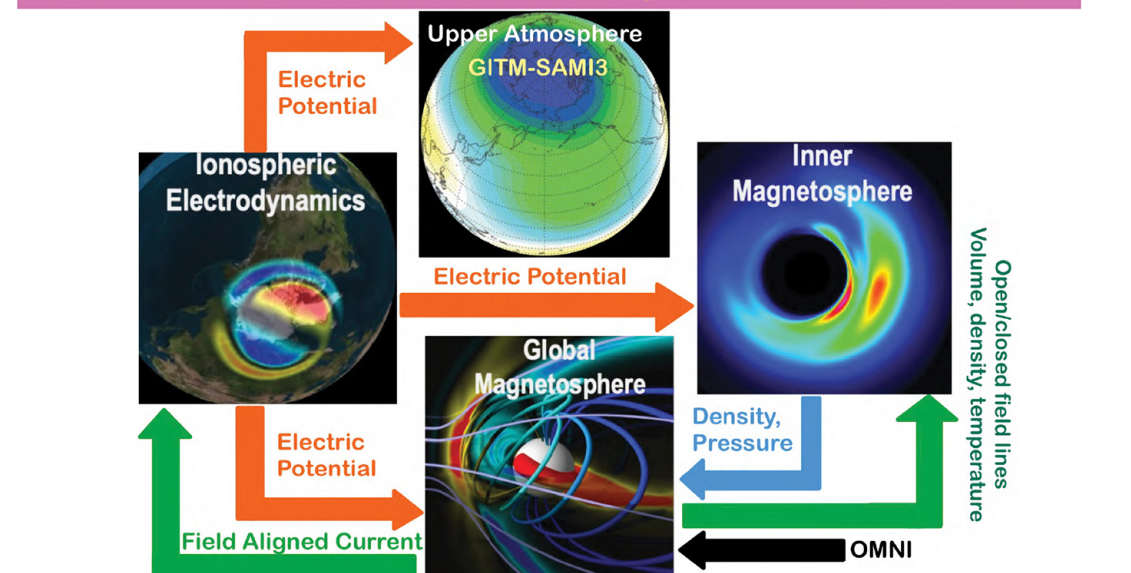 Upper Atmosphere
GITM-SAMI3
Electric
Potential
Ionospheric
Electrodynamics
Inner
Magnetosphere
Electric Potential
Global
Magnetosphere
Open/closed field lines
Volume, density, temperature
Density,
Pressure
Electric
Potential
Field Aligned Current
OMNI